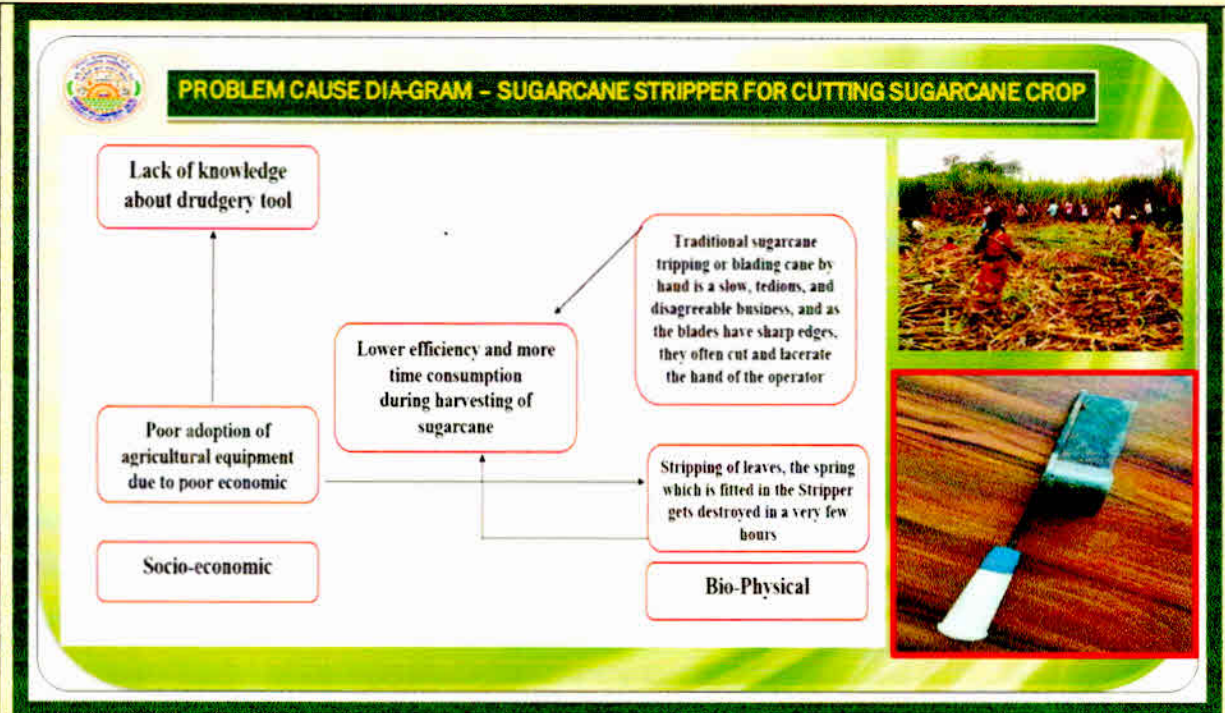 PROBLEM CAUSE DIA-GRAM – SUGARCANE STRIPPER FOR CUTTING SUGARCANE CROP
Lack of knowledge
about drudgery tool
Traditional sugarcane
tripping or blading cane by
hand is a slow, tedions, and
disagreeable business, and as
the blades have sharp edges,
they often cut and lacerate
the hand of the operator
Lower efficiency and more
time consumption
during harvesting of
sugarcane
Poor adoption of
agricultural equipment
due to poor economic
Stripping of leaves, the spring
which is fitted in the Stripper
gets destroyed in a very few
hours
Socio-economic
Bio-Physical